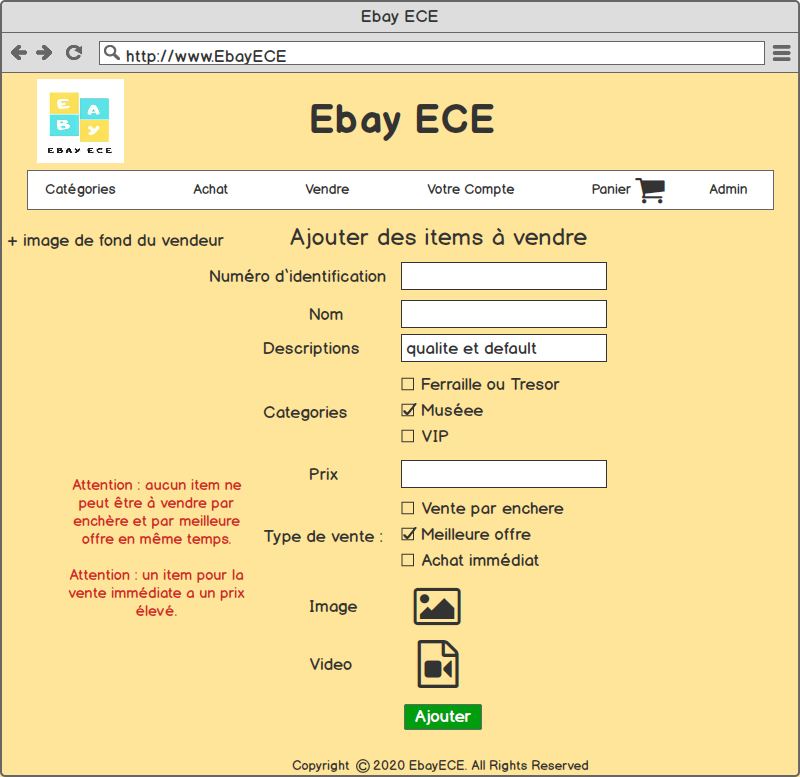 Ebay ECE
http://www.EbayECE
E A
B Y
EBAY ECE
Ebay ECE
Catégories Achat Vendre Votre Compte Panier Admin
+ image de fond du vendeur
Ajouter des items à vendre
Numéro d'identification
Nom
Descriptions qualite et default
Ferraille ou Tresor
Categories Muséee
VIP
Prix
Attention : aucun item ne
peut être à vendre par
enchère et par meilleure
offre en même temps.
Attention : un item pour la
vente immédiate a un prix
élevé.
Vente par enchere
Type de vente : Meilleure offre
Achat immédiat
Image
Video
Ajouter
Copyright © 2020 EbayECE. All Rights Reserved